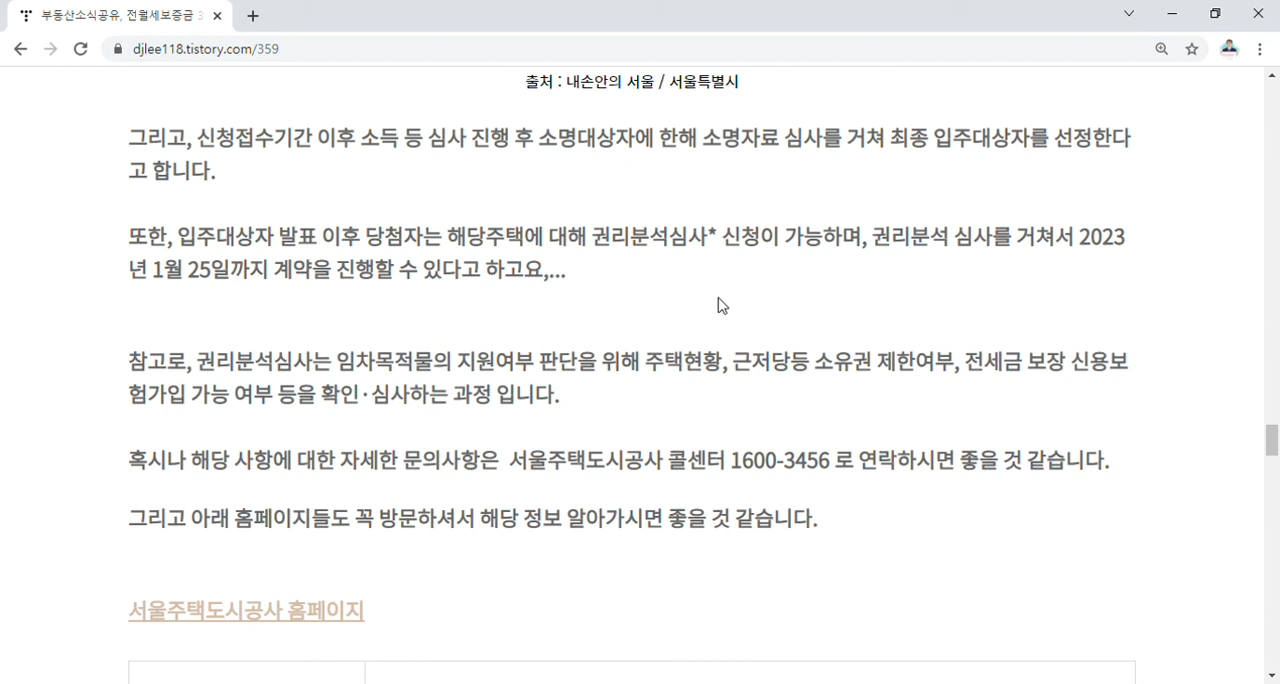 부동산소식공유, 전월세보증금 3
djlee118.tistory.com/359
출처 : 내손안의 서울 / 서울특별시
그리고, 신청접수기간 이후 소득 등 심사 진행 후 소명대상자에 한해 소명자료 심사를 거쳐 최종 입주대상자를 선정한다
고 합니다.
또한, 입주대상자 발표 이후 당첨자는 해당주택에 대해 권리분석심사* 신청이 가능하며, 권리분석 심사를 거쳐서 2023
년 1월 25일까지 계약을 진행할 수 있다고 하고요,...
참고로, 권리분석심사는 임차목적물의 지원여부 판단을 위해 주택현황, 근저당등 소유권 제한여부, 전세금 보장 신용보
험가입 가능 여부 등을 확인·심사하는 과정 입니다.
혹시나 해당 사항에 대한 자세한 문의사항은  서울주택도시공사 콜센터 1600-3456 로 연락하시면 좋을 것 같습니다.
그리고 아래 홈페이지들도 꼭 방문하셔서 해당 정보 알아가시면 좋을 것 같습니다.
서울주택도시공사 홈페이지